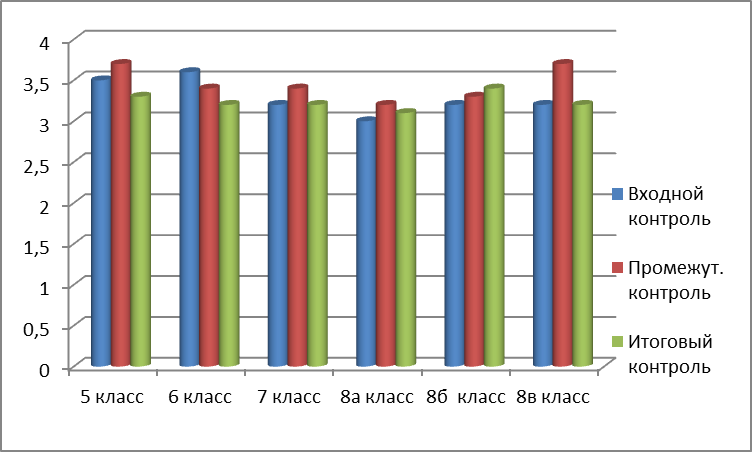 4
3,5
3
2,5
2
1,5
1
0,5
0
5 класс 6 класс 7 класс 8а класс 8б  класс 8в класс
Входной
контроль
Промежут.
контроль
Итоговый
контроль